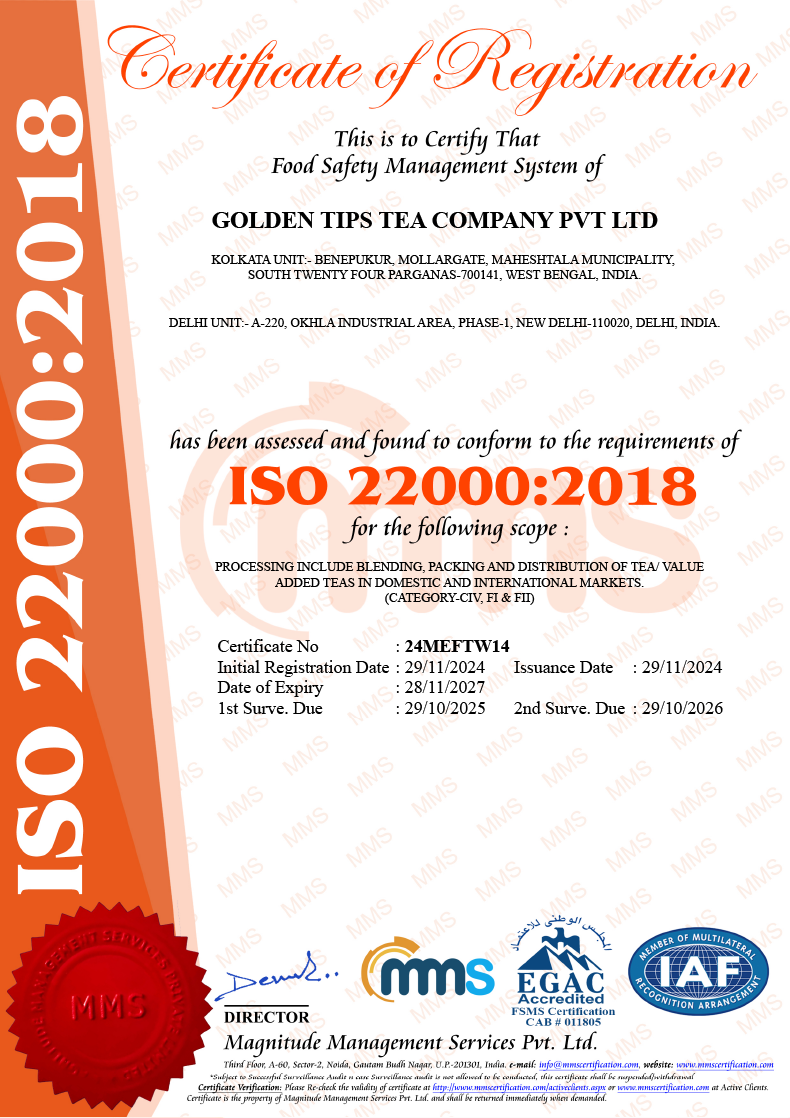 Certificate of Registration
This is to Certify That
Food Safety Management System of
GOLDEN TIPS TEA COMPANY PVT LTD
KOLKATA UNIT:- BENEPUKUR, MOLLARGATE, MAHESHTALA MUNICIPALITY,
SOUTH TWENTY FOUR PARGANAS-700141, WEST BENGAL, INDIA.
DELHI UNIT:- A-220, OKHLA INDUSTRIAL AREA, PHASE-1, NEW DELHI-110020, DELHI, INDIA.
has been assessed and found to conform to the requirements of
ISO 22000:2018
for the following scope :
PROCESSING INCLUDE BLENDING, PACKING AND DISTRIBUTION OF TEA/ VALUE
ADDED TEAS IN DOMESTIC AND INTERNATIONAL MARKETS.
(CATEGORY-CIV, FI & FII)
Certificate No : 24MEFTW14
Initial Registration Date : 29/11/2024 Issuance Date : 29/11/2024
Date of Expiry : 28/11/2027
1st Surve. Due : 29/10/2025 2nd Surve. Due : 29/10/2026
ISO 22000:2018
MMS
DIRECTOR
mms
المجلس الوطني للاعتماد
EGAC
Accredited
FSMS Certification
CAB # 011805
MEMBER OF MULTILATERAL
IAF
RECOGNITION ARRANGEMENT
Magnitude Management Services Pvt. Ltd.
Third Floor, A-60, Sector-2, Noida, Gautam Budh Nagar, U.P.-201301, India. e-mail: info@mmscertification.com, website: www.mmscertification.com
*Subject to Successful Surveillance Audit n case Surveillance audit is not allowed to be conducted, this certificate shall be suspended/withdrawal
Certificate Verification: Please Re-check the validity of certificate at http://www.mmscertification.com/activeclients.aspx or www.mmscertification.com at Active Clients.
Certificate is the property of Magnitude Management Services Pvt. Ltd. and shall be returned immediately when demanded.